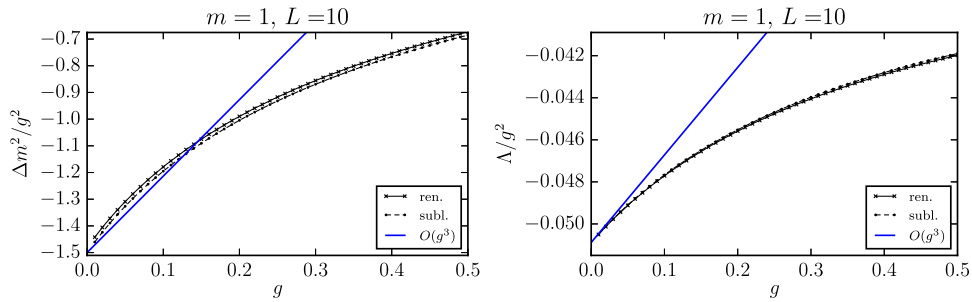 m = 1, L =10
Δm²/g²
−0.7
−0.8
−0.9
−1.0
−1.1
−1.2
−1.3
−1.4
−1.5
0.0 0.1 0.2 0.3 0.4 0.5
g
ren.
subl.
O(g³)
m = 1, L =10
Λ/g²
−0.042
−0.044
−0.046
−0.048
−0.050
0.0 0.1 0.2 0.3 0.4 0.5
g
ren.
subl.
O(g³)